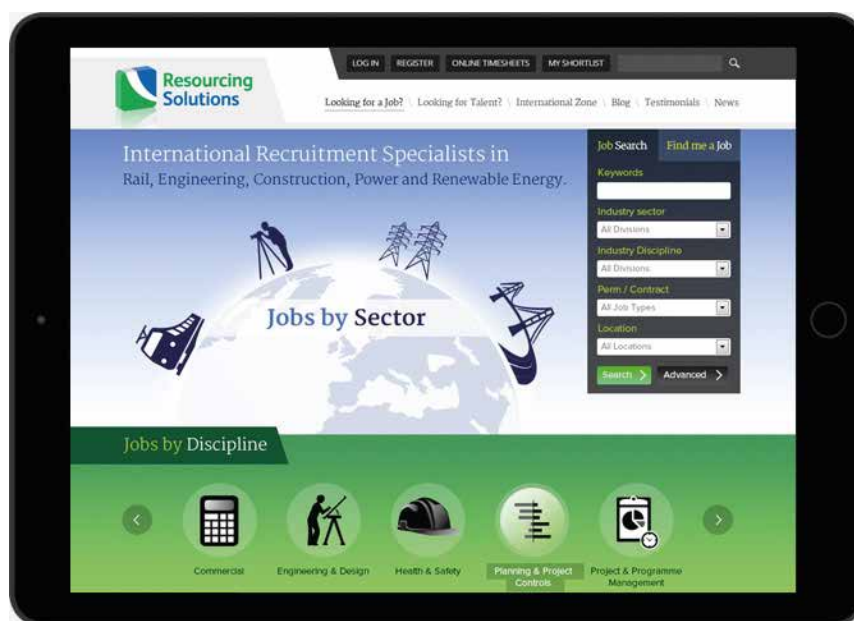 LOG IN
REGISTER
ONLINE TIMESHEETS
MY SHORTLIST
Resourcing
Solutions
Looking for a Job? \ Looking for Talent? \ International Zone \ Blog \ Testimonials \ News
International Recruitment Specialists in
Rail, Engineering, Construction, Power and Renewable Energy.
Job Search
Find me a Job
Keywords
Industry sector
All Divisions
Industry Discipline
All Divisions
Perm / Contract
All Job Types
Location
All Locations
Search
Advanced
Jobs by Sector
Jobs by Discipline
Commercial
Engineering & Design
Health & Safety
Planning & Project
Controls
Project & Programme
Management